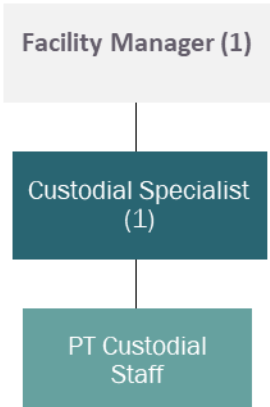 Facility Manager (1)
Custodial Specialist
(1)
PT Custodial
Staff